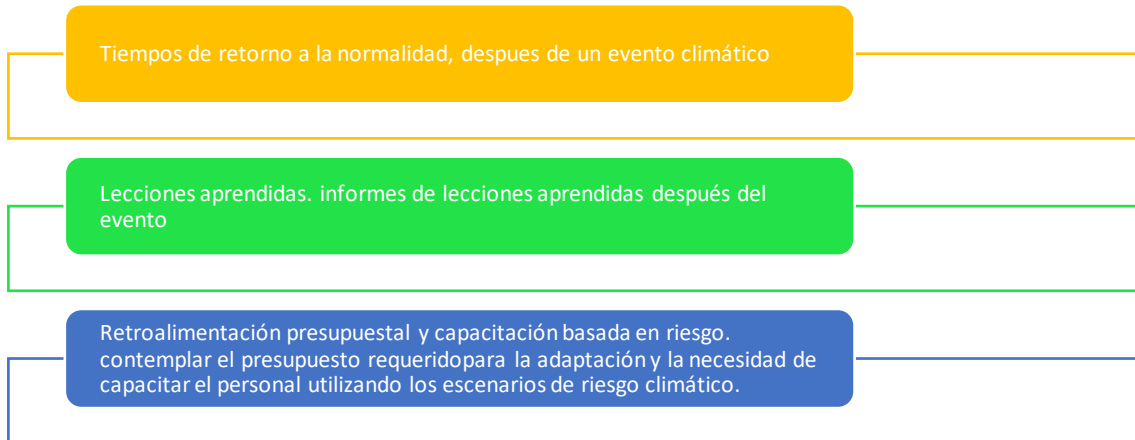 Tiempos de retorno a la normalidad, despues de un evento climático
Lecciones aprendidas. informes de lecciones aprendidas después del
evento
Retroalimentación presupuestal y capacitación basada en riesgo.
contemplar el presupuesto requeridopara la adaptación y la necesidad de
capacitar el personal utilizando los escenarios de riesgo climático.